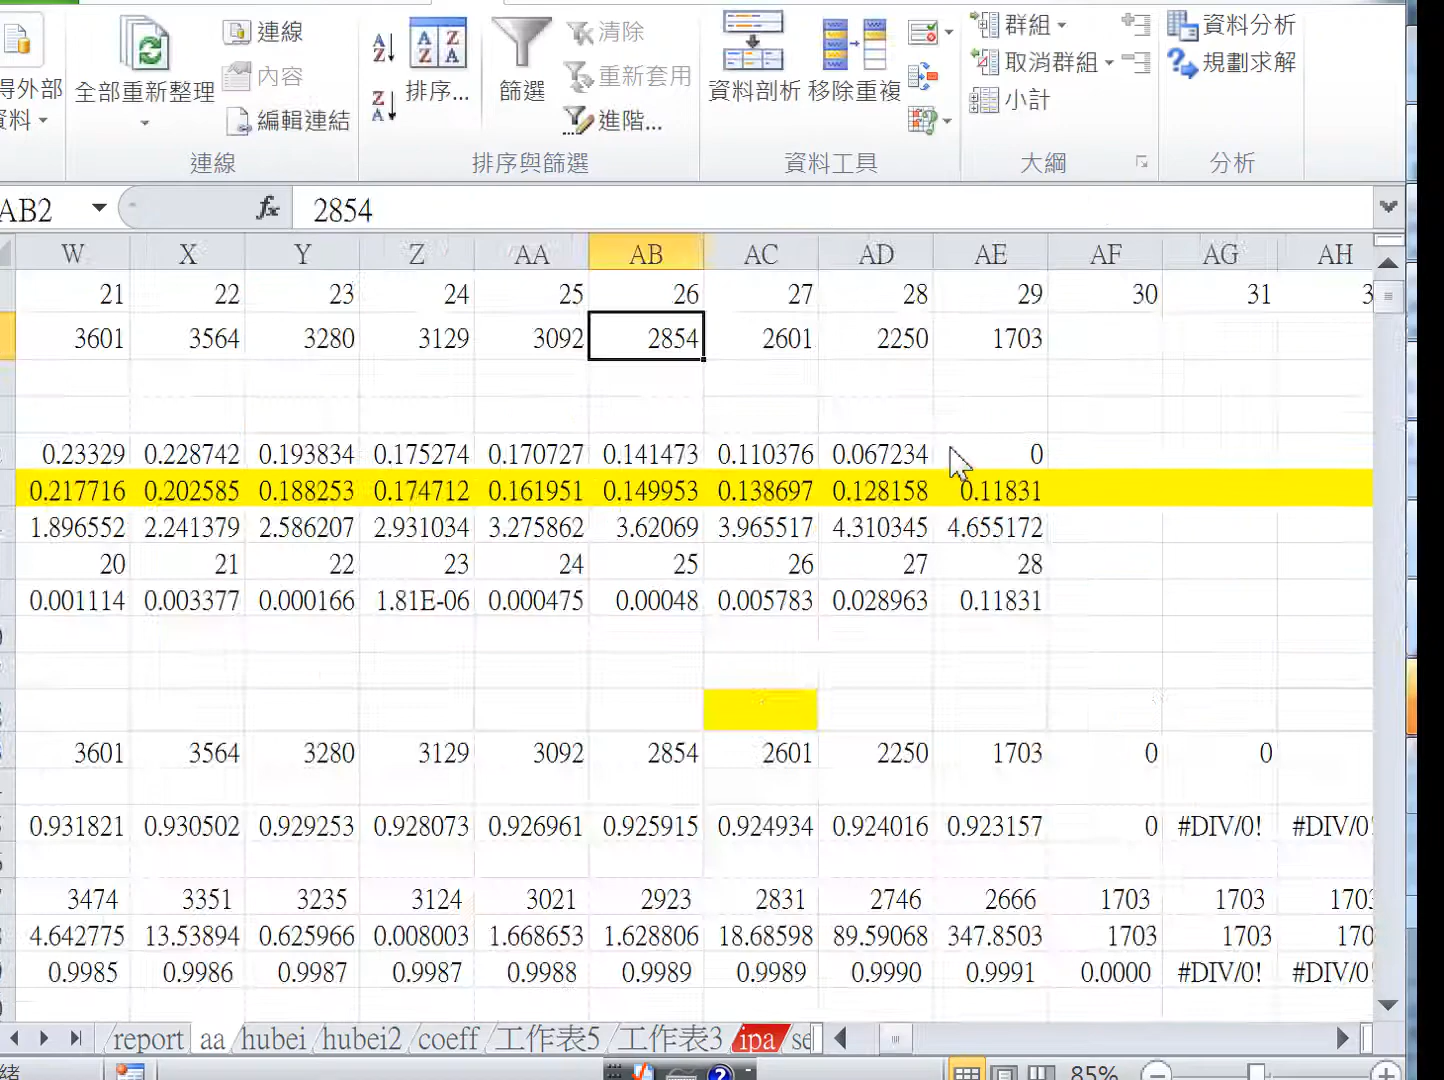 連線 清除 群組 資料分析
得外部 全部重新整理 內容 排序... 篩選 重新套用 資料剖析 移除重複 取消群組 規劃求解
資料 編輯連結 進階... 小計
連線 排序與篩選 資料工具 大綱 分析
AB2 fx 2854
W X Y Z AA AB AC AD AE AF AG AH
21 22 23 24 25 26 27 28 29 30 31 3
3601 3564 3280 3129 3092 2854 2601 2250 1703
0.23329 0.228742 0.193834 0.175274 0.170727 0.141473 0.110376 0.067234 0
0.217716 0.202585 0.188253 0.174712 0.161951 0.149953 0.138697 0.128158 0.11831
1.896552 2.241379 2.586207 2.931034 3.275862 3.62069 3.965517 4.310345 4.655172
20 21 22 23 24 25 26 27 28
0.001114 0.003377 0.000166 1.81E-06 0.000475 0.00048 0.005783 0.028963 0.11831
3601 3564 3280 3129 3092 2854 2601 2250 1703 0 0
0.931821 0.930502 0.929253 0.928073 0.926961 0.925915 0.924934 0.924016 0.923157 0 #DIV/0! #DIV/0!
3474 3351 3235 3124 3021 2923 2831 2746 2666 1703 1703 1703
4.642775 13.53894 0.625966 0.008003 1.668653 1.628806 18.68598 89.59068 347.8503 1703 1703 170
0.9985 0.9986 0.9987 0.9987 0.9988 0.9989 0.9989 0.9990 0.9991 0.0000 #DIV/0! #DIV/0!
report aa hubei hubei2 coeff 工作表5 工作表3 ipa se
緒 85%